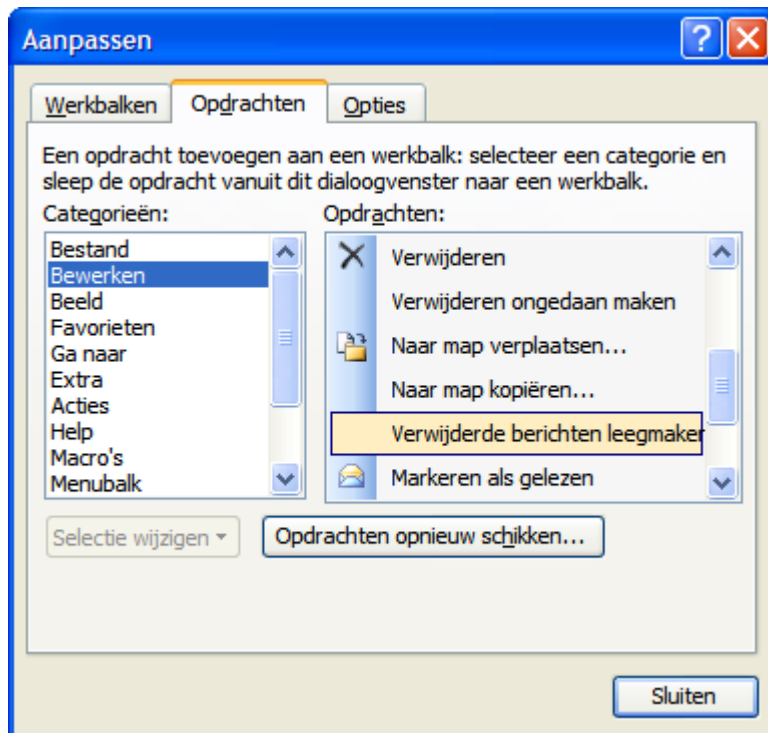 Aanpassen
Werkbalken Opdrachten Opties
Een opdracht toevoegen aan een werkbalk: selecteer een categorie en
sleep de opdracht vanuit dit dialoogvenster naar een werkbalk.
Categorieën: Opdrachten:
Bestand
Bewerken
Beeld
Favorieten
Ga naar
Extra
Acties
Help
Macro's
Menubalk
Verwijderen
Verwijderen ongedaan maken
Naar map verplaatsen...
Naar map kopiëren...
Verwijderde berichten leegmaker
Markeren als gelezen
Selectie wijzigen Opdrachten opnieuw schikken...
Sluiten